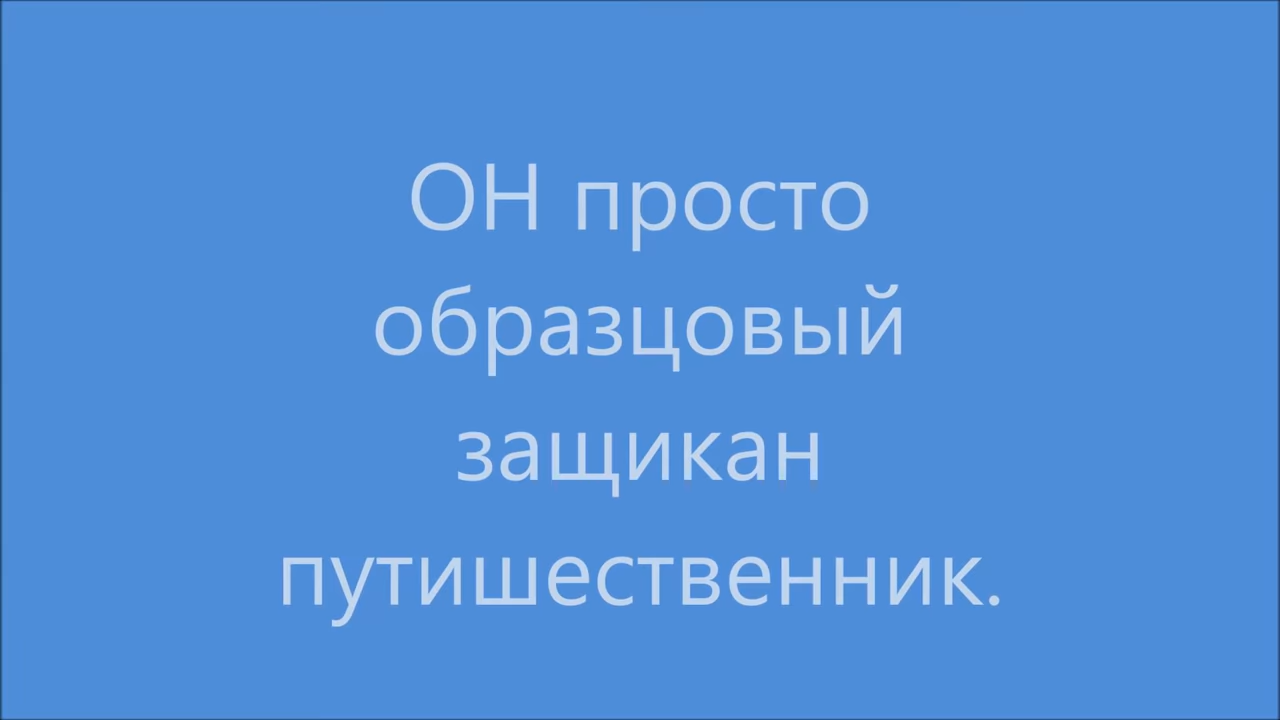 ОН просто
образцовый
защикан
путишественник.